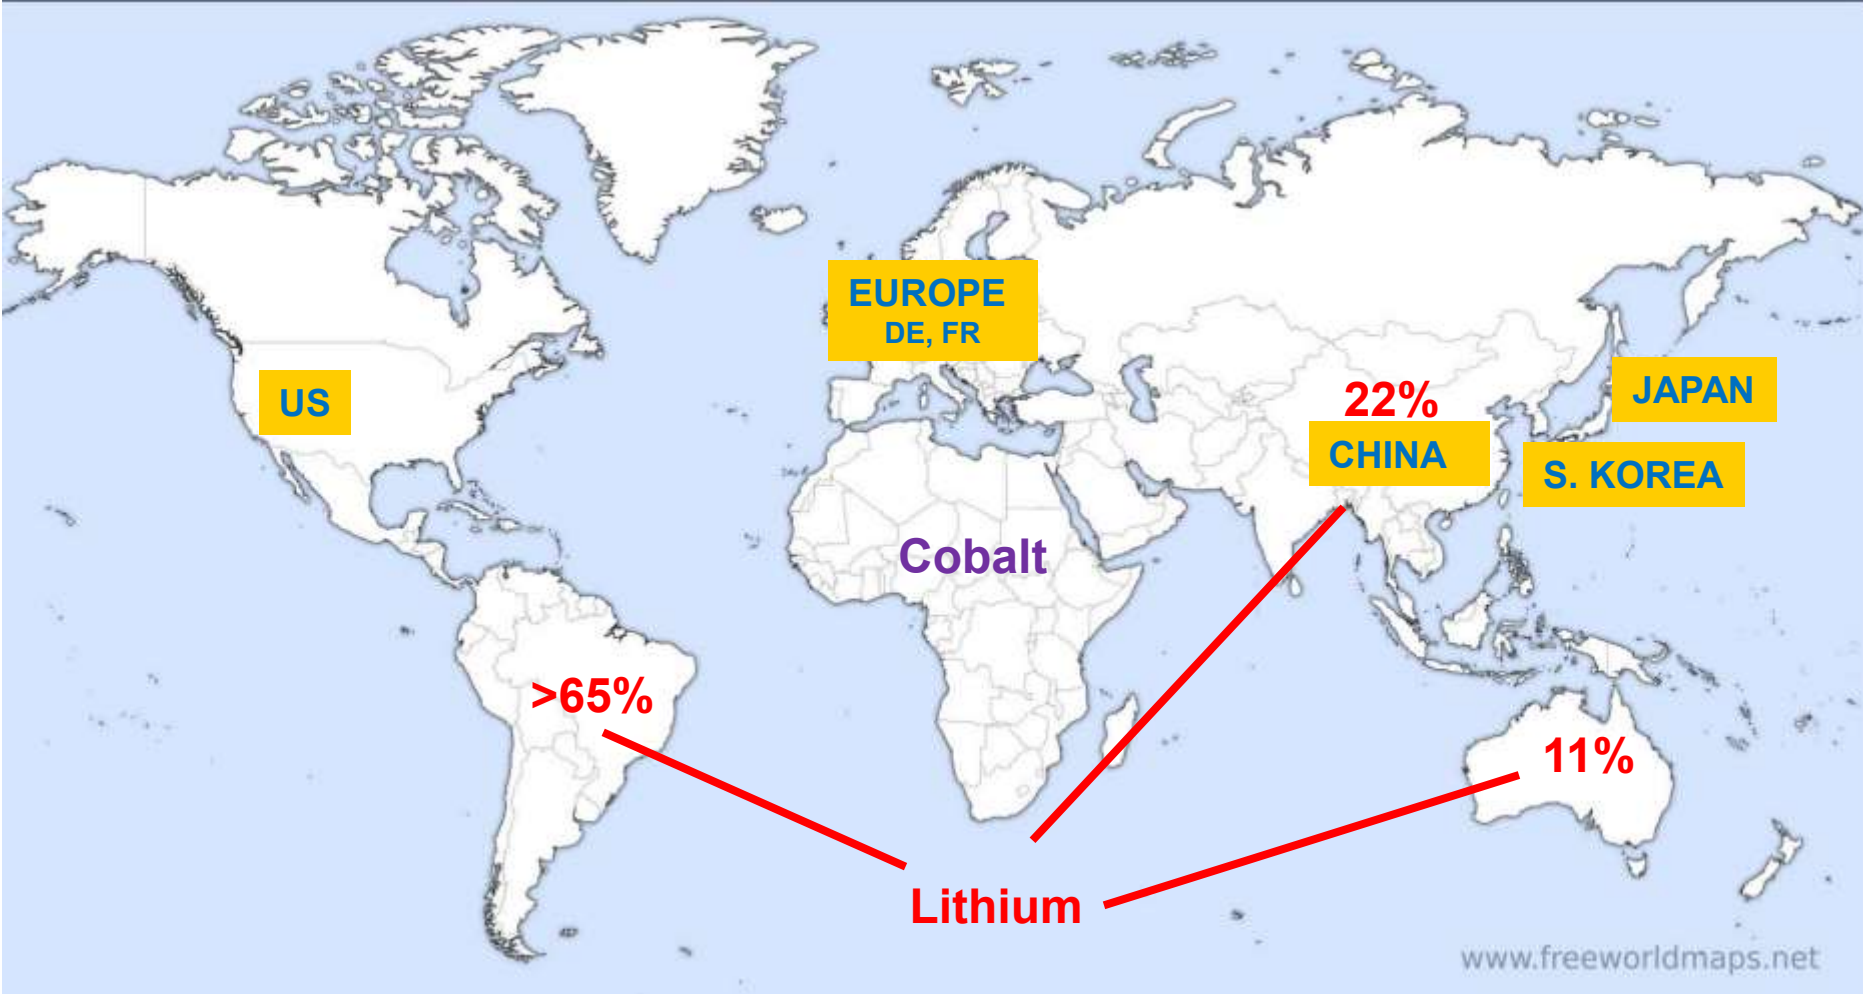 EUROPE
DE, FR
US
22%
JAPAN
CHINA
S. KOREA
Cobalt
>65%
11%
Lithium
www.freeworldmaps.net